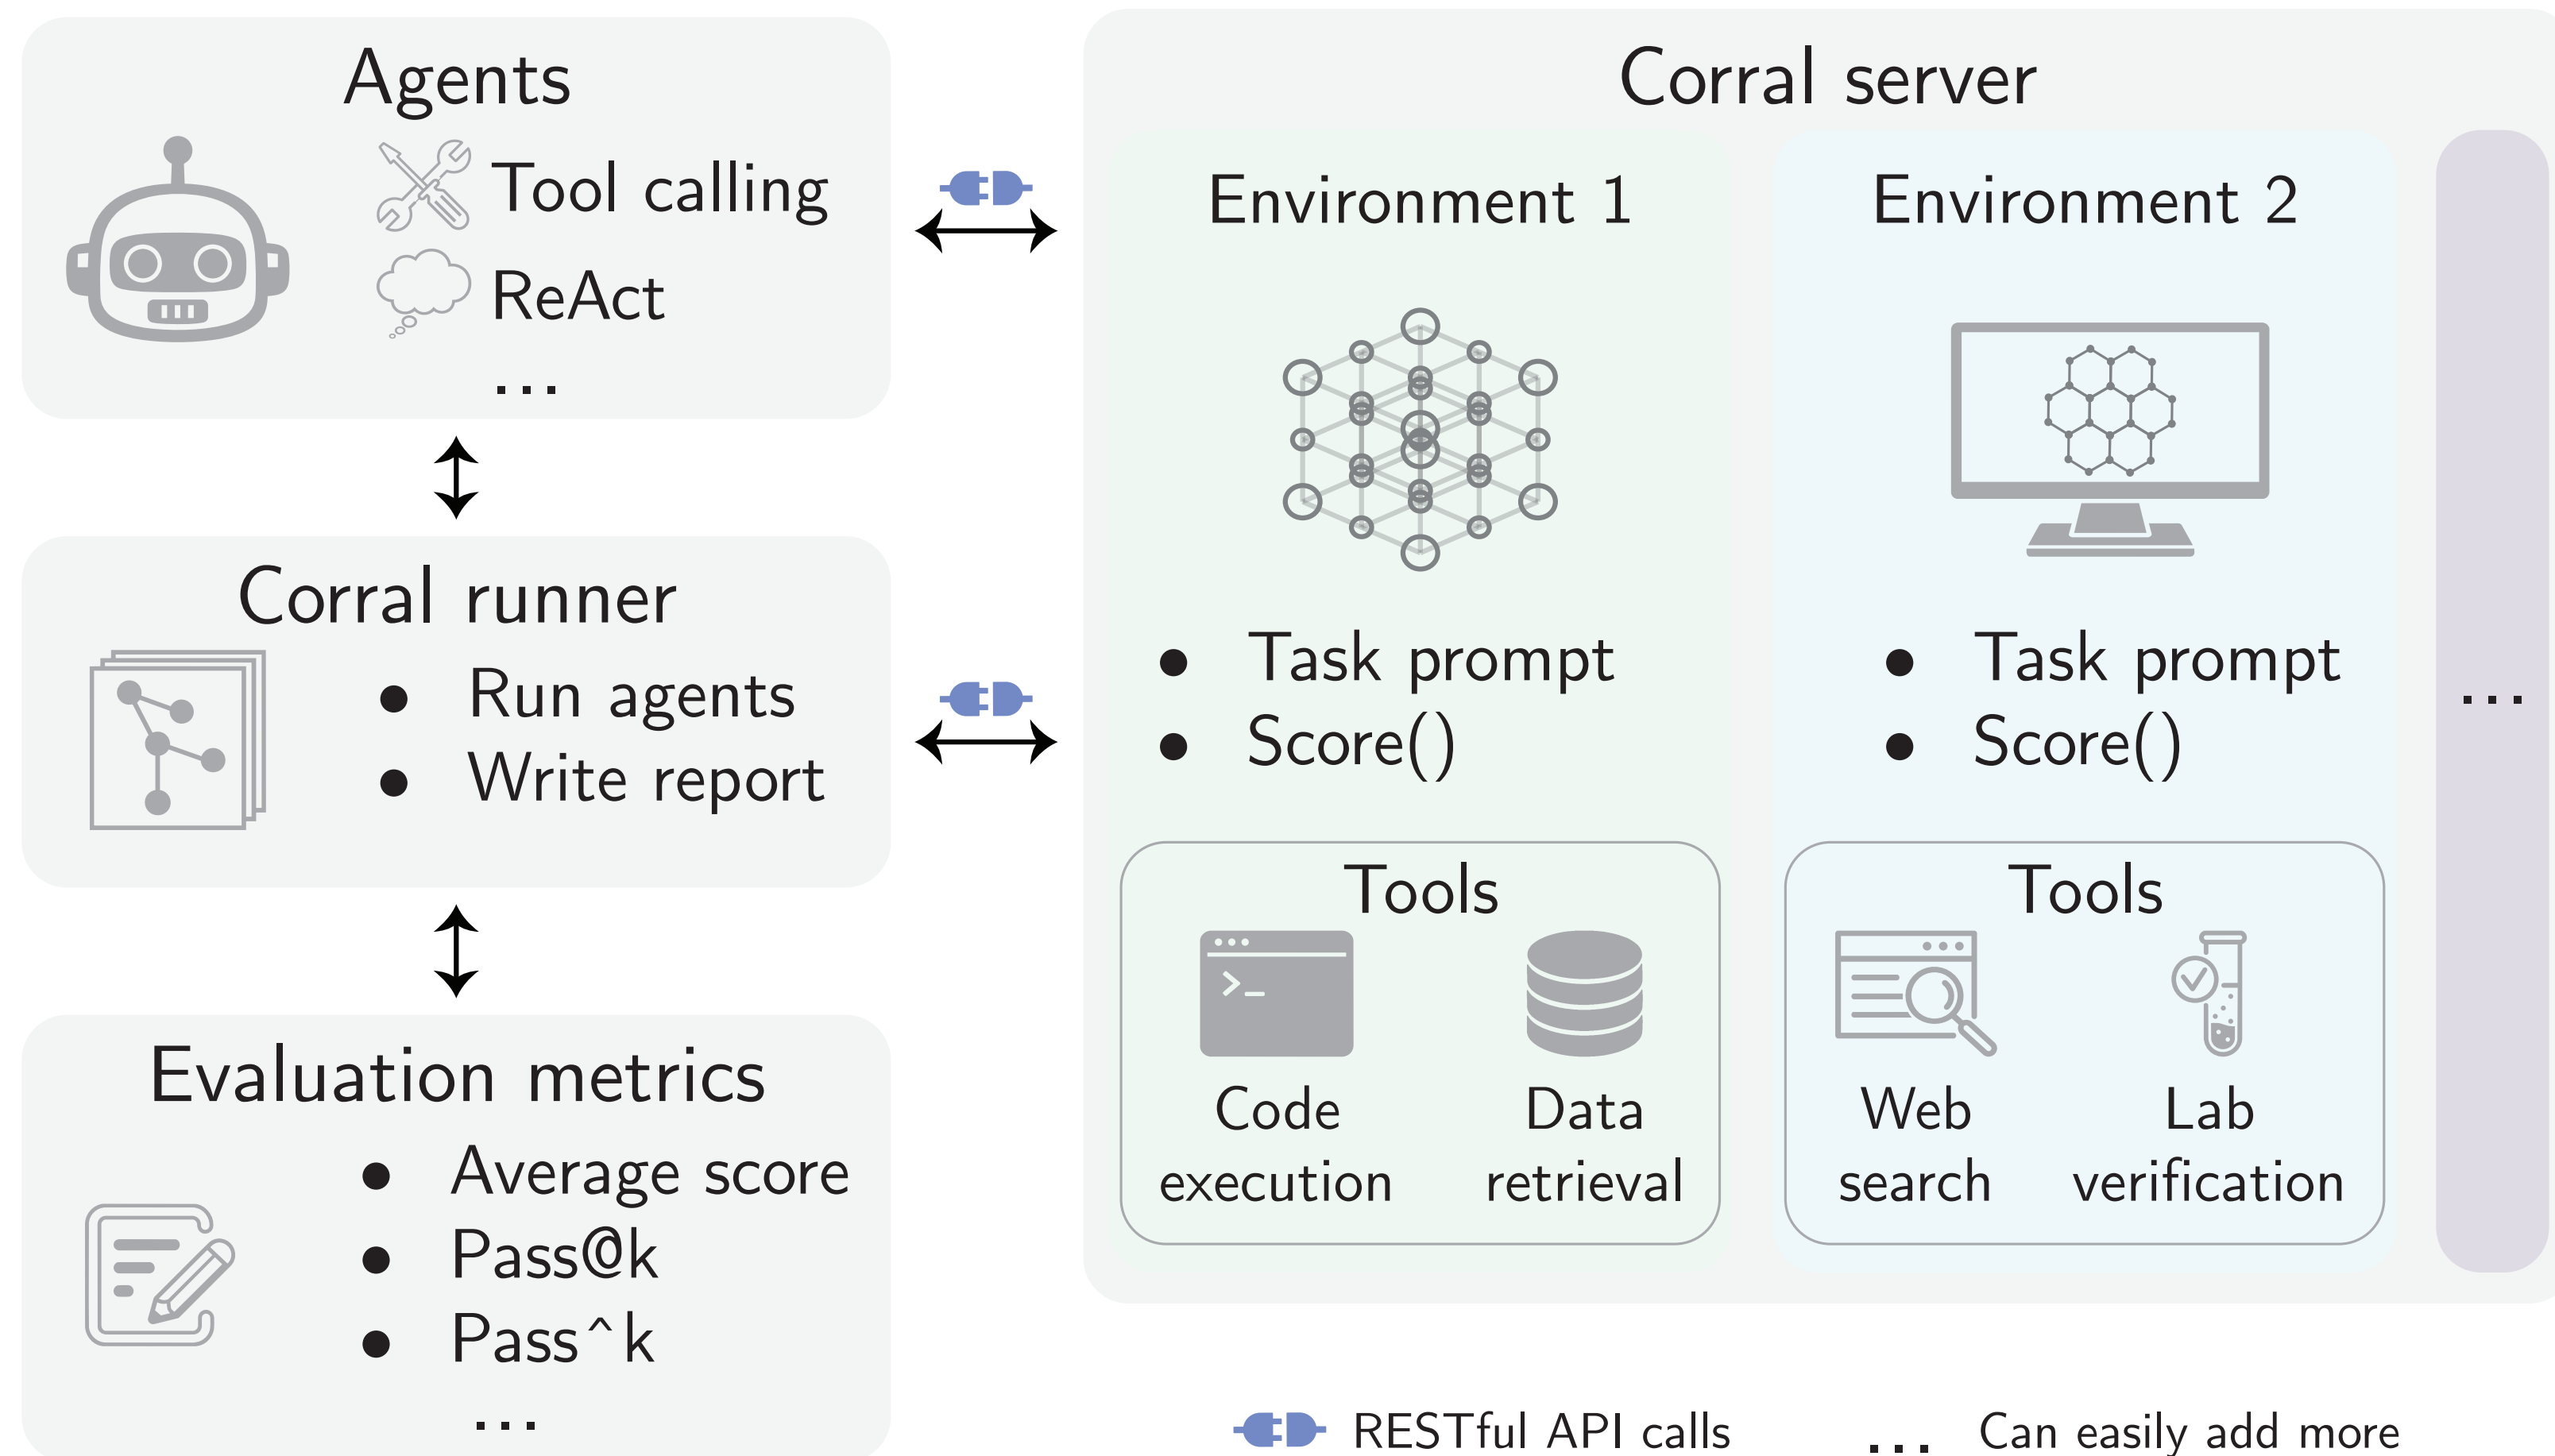 Agents
Tool calling
ReAct
...
Corral runner
• Run agents
• Write report
Evaluation metrics
• Average score
• Pass@k
• Pass^k
...
Corral server
Environment 1
• Task prompt
• Score()
Tools
>_
Code
execution
Data
retrieval
Environment 2
• Task prompt
• Score()
Tools
Web
search
Lab
verification
...
RESTful API calls
... Can easily add more